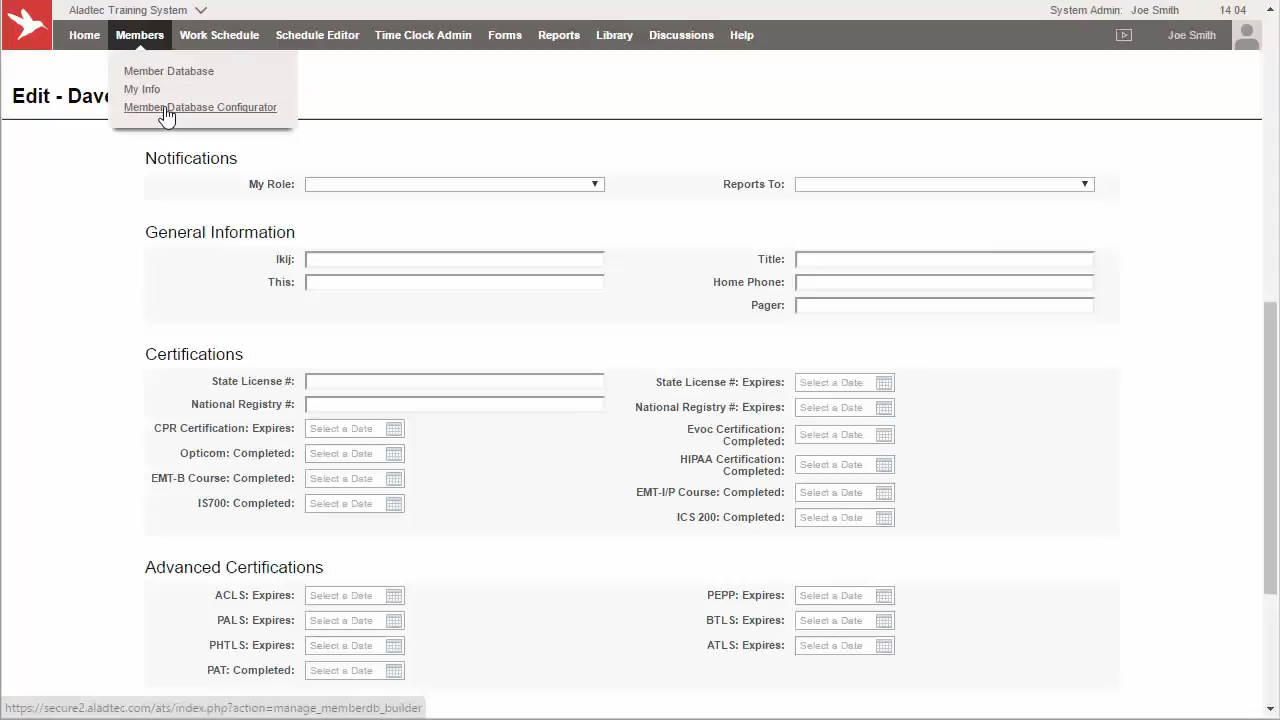 Aladtec Training System
System Admin: Joe Smith 14 04
Home Members Work Schedule Schedule Editor Time Clock Admin Forms Reports Library Discussions Help Joe Smith
Member Database
My Info
Member Database Configurator
Edit - Dave
Notifications
My Role: Reports To:
General Information
Iklj: Title:
This: Home Phone:
Pager:
Certifications
State License #: State License #: Expires: Select a Date
National Registry #: National Registry #: Expires: Select a Date
CPR Certification: Expires: Select a Date Evoc Certification: Completed: Select a Date
Opticom: Completed: Select a Date HIPAA Certification: Completed: Select a Date
EMT-B Course: Completed: Select a Date EMT-I/P Course: Completed: Select a Date
IS700: Completed: Select a Date ICS 200: Completed: Select a Date
Advanced Certifications
ACLS: Expires: Select a Date PEPP: Expires: Select a Date
PALS: Expires: Select a Date BTLS: Expires: Select a Date
PHTLS: Expires: Select a Date ATLS: Expires: Select a Date
PAT: Completed: Select a Date
https://secure2.aladtec.com/ats/index.php?action=manage_memberdb_builder